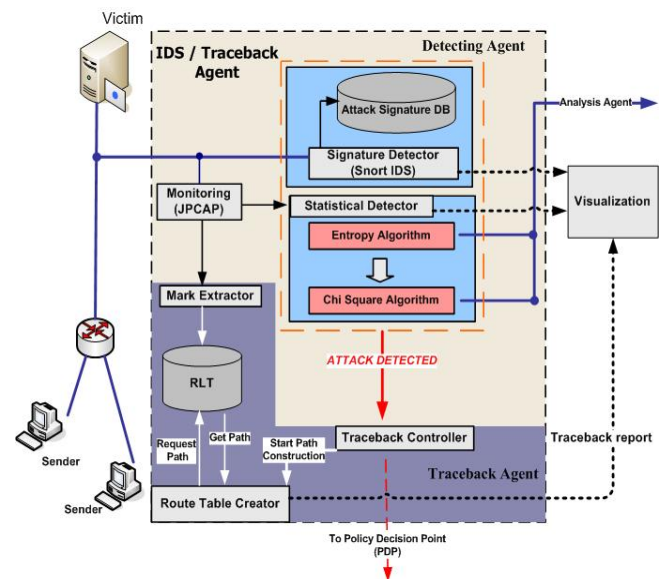 Victim
IDS / Traceback
Agent
Detecting Agent
Attack Signature DB
Analysis Agent
Signature Detector
(Snort IDS)
Monitoring
(JPCAP)
Statistical Detector
Visualization
Entropy Algorithm
Mark Extractor
Chi Square Algorithm
ATTACK DETECTED
RLT
Request
Path
Get Path
Start Path
Construction
Traceback Controller
Traceback report
Sender
Traceback Agent
Sender
Route Table Creator
To Policy Decision Point
(PDP)